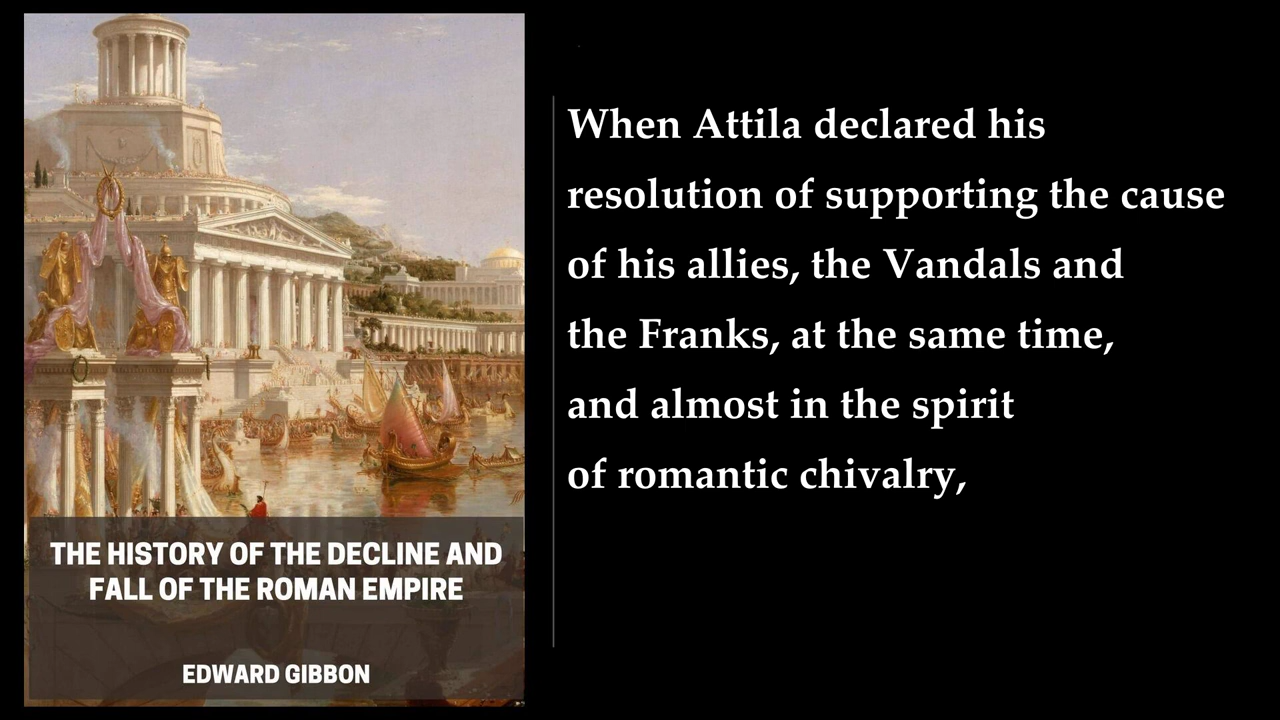 THE HISTORY OF THE DECLINE AND
FALL OF THE ROMAN EMPIRE
EDWARD GIBBON
When Attila declared his
resolution of supporting the cause
of his allies, the Vandals and
the Franks, at the same time,
and almost in the spirit
of romantic chivalry,